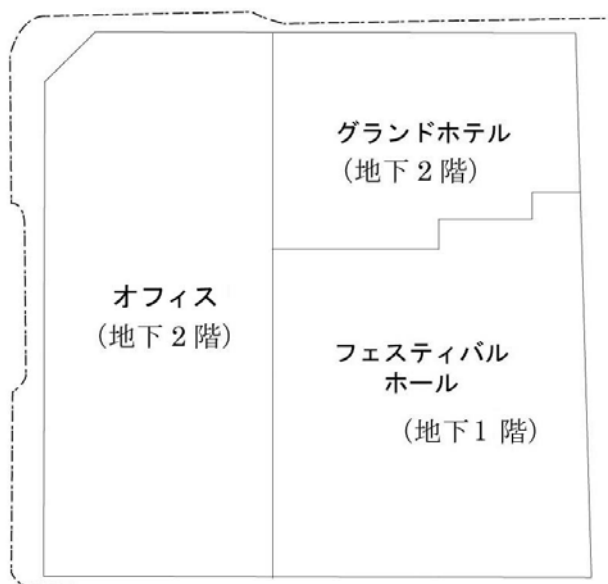 グランドホテル
（地下 2 階）
オフィス
（地下 2 階）
フェスティバル
ホール
（地下 1 階）